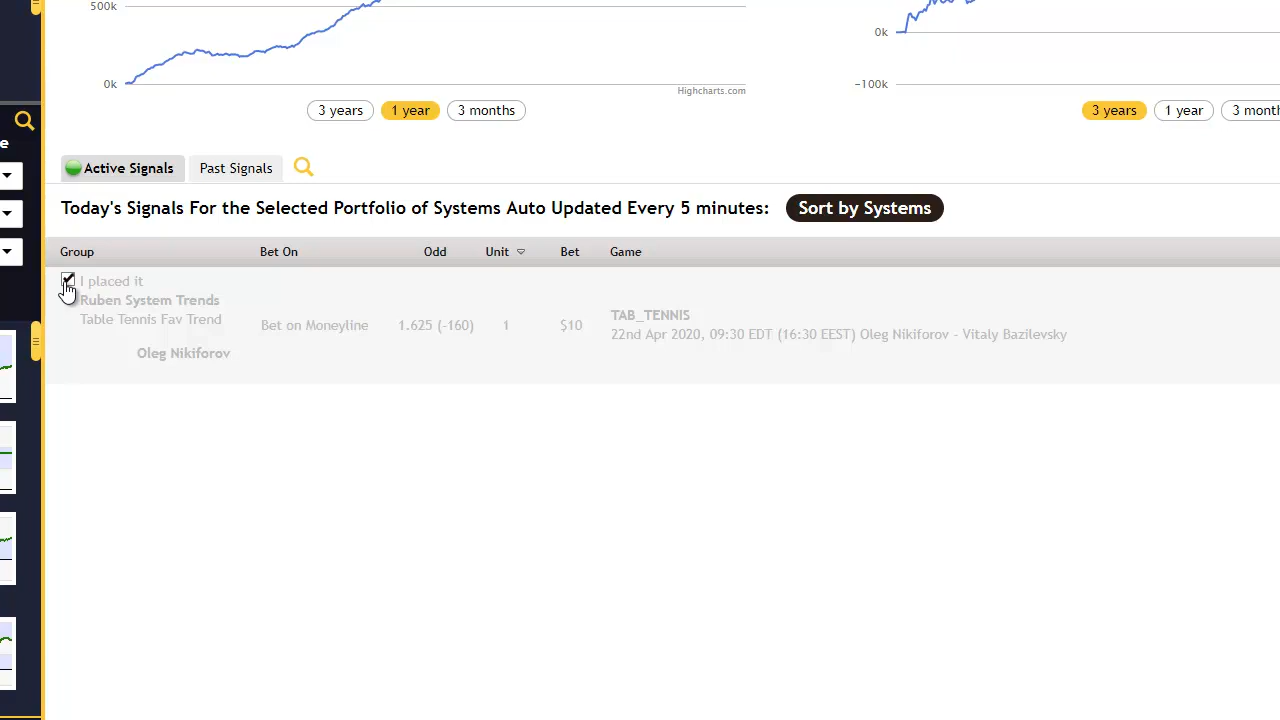 500k
0k
Highcharts.com
3 years 1 year 3 months
0k
-100k
3 years 1 year 3 month
e
Active Signals Past Signals
Today's Signals For the Selected Portfolio of Systems Auto Updated Every 5 minutes: Sort by Systems
Group Bet On Odd Unit Bet Game
I placed it
Ruben System Trends
Table Tennis Fav Trend
Oleg Nikiforov
Bet on Moneyline 1.625 (-160) 1 $10
TAB_TENNIS
22nd Apr 2020, 09:30 EDT (16:30 EEST) Oleg Nikiforov - Vitaly Bazilevsky